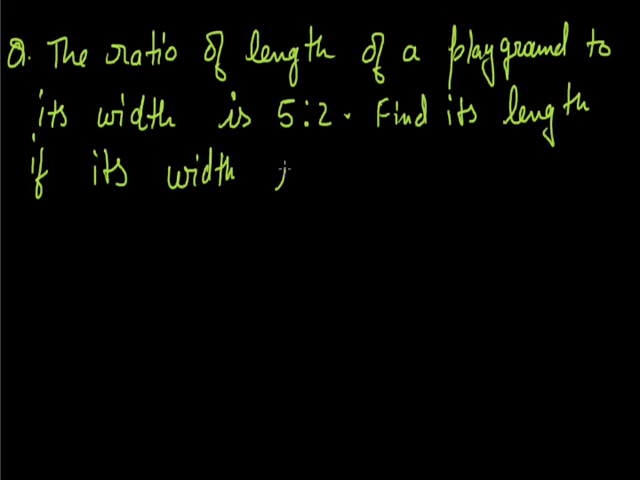 Q. The ratio of length of a playground to
its width is 5:2. Find its length
if its width